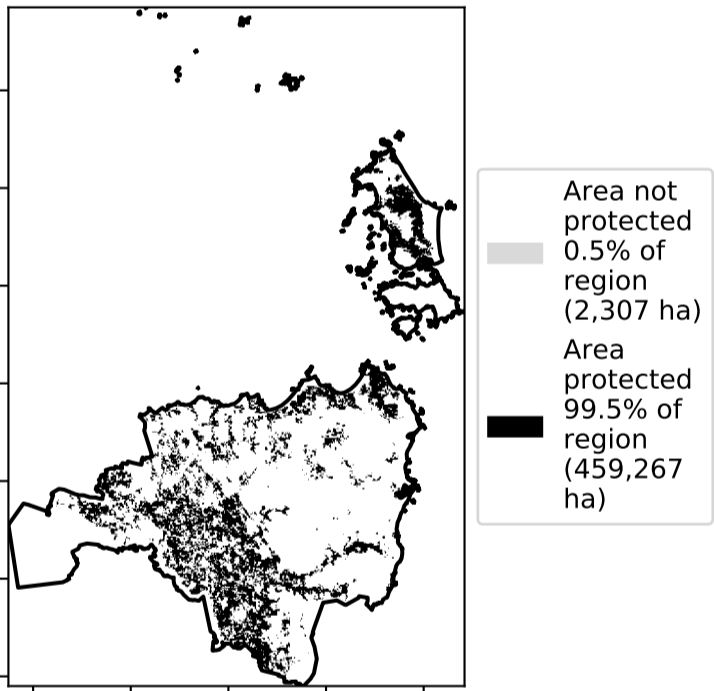 Area not
protected
0.5% of
region
(2,307 ha)
Area
protected
99.5% of
region
(459,267
ha)